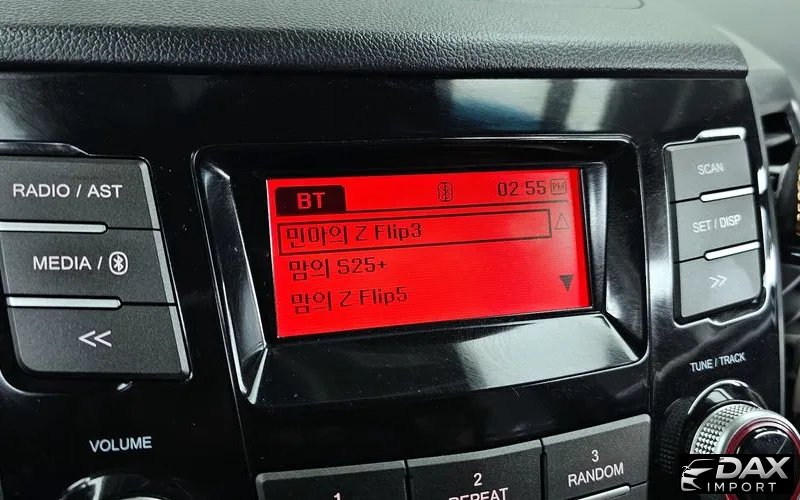 RADIO / AST
MEDIA /
<<
VOLUME
BT 02:55 PM
민아의 Z Flip3
맘의 S25+
맘의 Z Flip5
SCAN
SET / DISP
>>
TUNE / TRACK
1
2
REPEAT
3
RANDOM
DAX
IMPORT